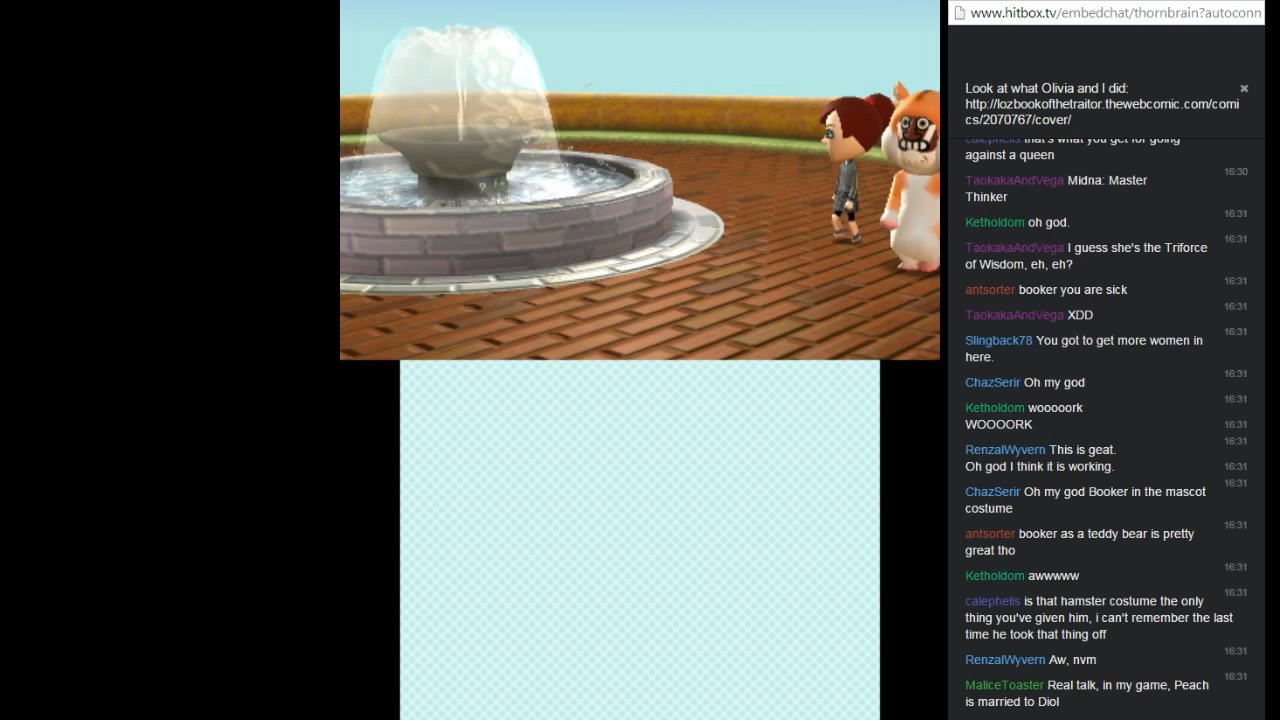 www.hitbox.tv/embedchat/thornbrain?autoconn
Look at what Olivia and I did:
http://lozbookofthetraitor.thewebcomic.com/comi
cs/2070767/cover/
calephelis that's what you get for going
against a queen
16:30
TaokakaAndVega Midna: Master
Thinker
16:31
Ketholdom oh god.
16:31
TaokakaAndVega I guess she's the Triforce
of Wisdom, eh, eh?
16:31
antsorter booker you are sick
16:31
TaokakaAndVega XDD
16:31
Slingback78 You got to get more women in
here.
16:31
ChazSerir Oh my god
16:31
Ketholdom wooooork
WOOOORK
16:31
16:31
RenzalWyvern This is geat.
Oh god I think it is working.
16:31
16:31
ChazSerir Oh my god Booker in the mascot
costume
16:31
antsorter booker as a teddy bear is pretty
great tho
16:31
Ketholdom awwwww
16:31
calephelis is that hamster costume the only
thing you've given him, i can't remember the last
time he took that thing off
16:31
RenzalWyvern Aw, nvm
16:31
MaliceToaster Real talk, in my game, Peach
is married to Diol
16:31